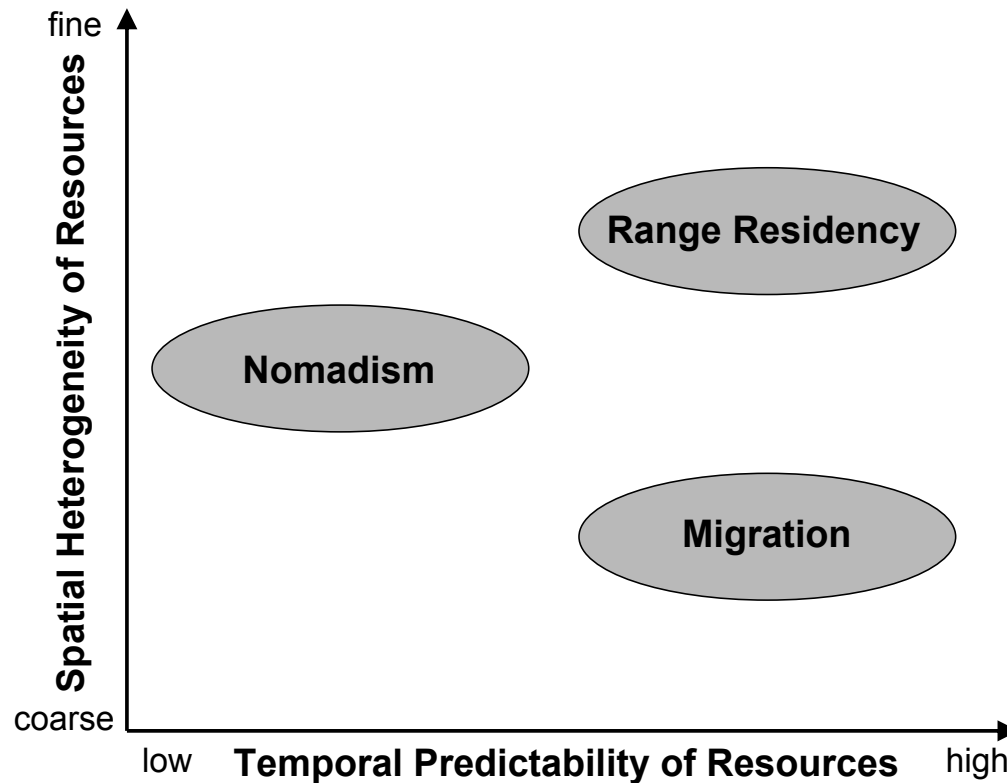 fine
Spatial Heterogeneity of Resources
Range Residency
Nomadism
Migration
coarse
low
Temporal Predictability of Resources
high